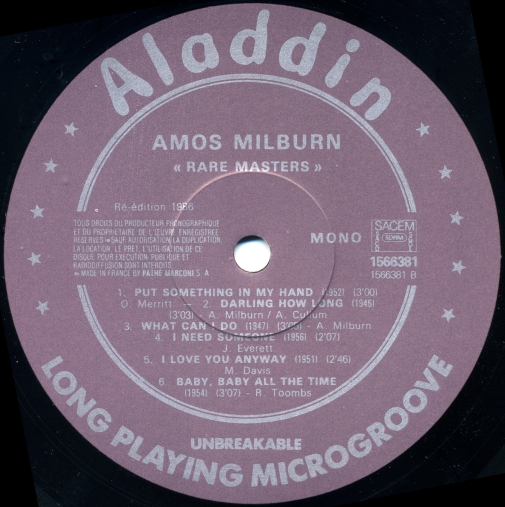 Aladdin
AMOS MILBURN
« RARE MASTERS »
Ré-édition 1986
TOUS DROITS DU PRODUCTEUR PHONOGRAPHIQUE
ET DU PROPRIETAIRE DE L'ŒUVRE ENREGISTREE
RESERVES • SAUF AUTORISATION LA DUPLICATION,
LA LOCATION, LE PRET, L'UTILISATION DE CE
DISQUE POUR EXECUTION PUBLIQUE ET
RADIODIFFUSION SONT INTERDITS
• MADE IN FRANCE BY PATHE MARCONI S.A
MONO
SACEM
SDRM
1566381
1566381 B
1. PUT SOMETHING IN MY HAND (1952) (3'00)
O. Merritt — 2. DARLING HOW LONG (1946)
(3'03) - A. Milburn / A. Cullum
3. WHAT CAN I DO (1947) (3'05) - A. Milburn
4. I NEED SOMEONE (1956) (2'07)
J. Everett
5. I LOVE YOU ANYWAY (1951) (2'46)
M. Davis
6. BABY, BABY ALL THE TIME
(1954) (3'07) - R. Toombs
UNBREAKABLE
LONG PLAYING MICROGROOVE